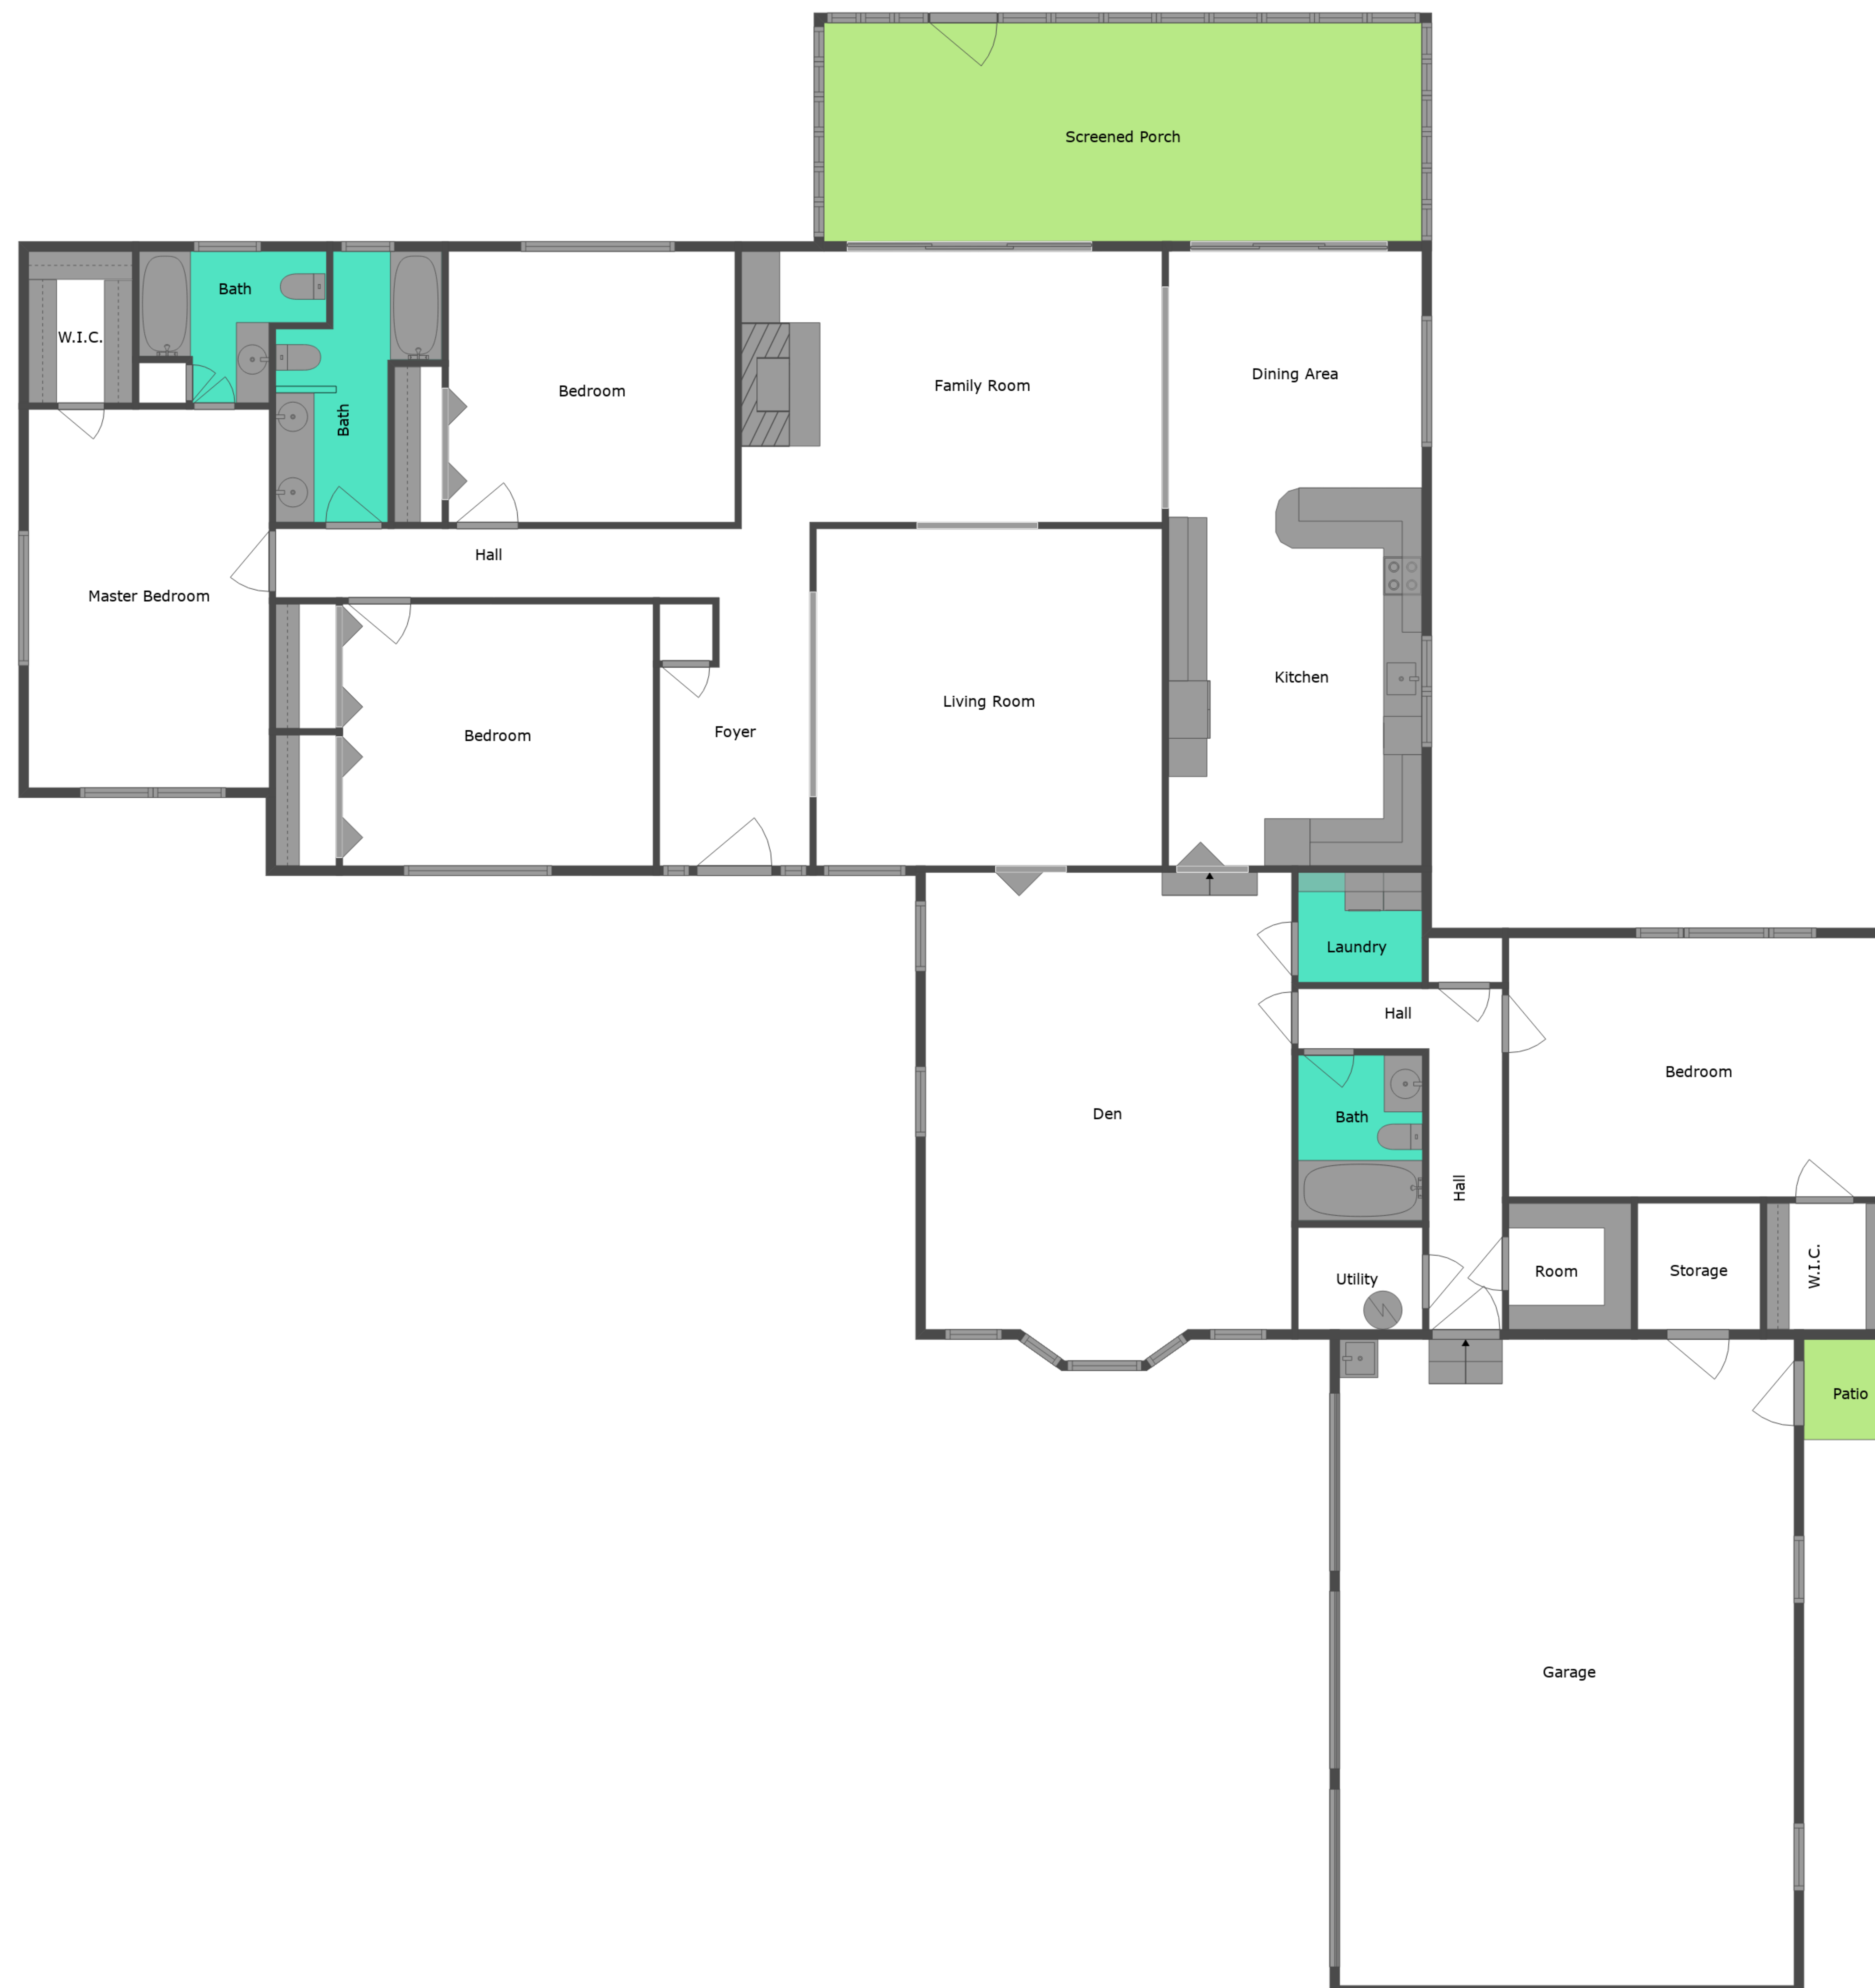 Screened Porch
Bath
W.I.C.
Bath
Bedroom
Family Room
Dining Area
Hall
Master Bedroom
Kitchen
Living Room
Foyer
Bedroom
Laundry
Hall
Bedroom
Den
Bath
Hall
Utility
Room
Storage
W.I.C.
Patio
Garage